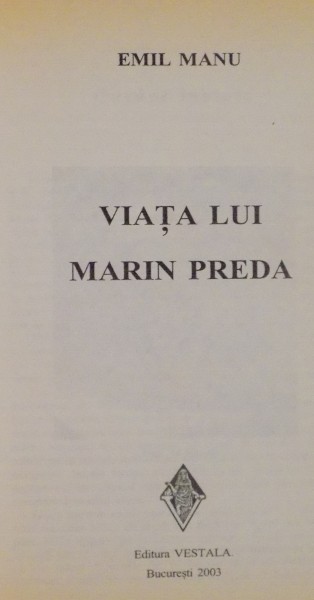 EMIL MANU
VIAȚA LUI
MARIN PREDA
Editura VESTALA
București 2003